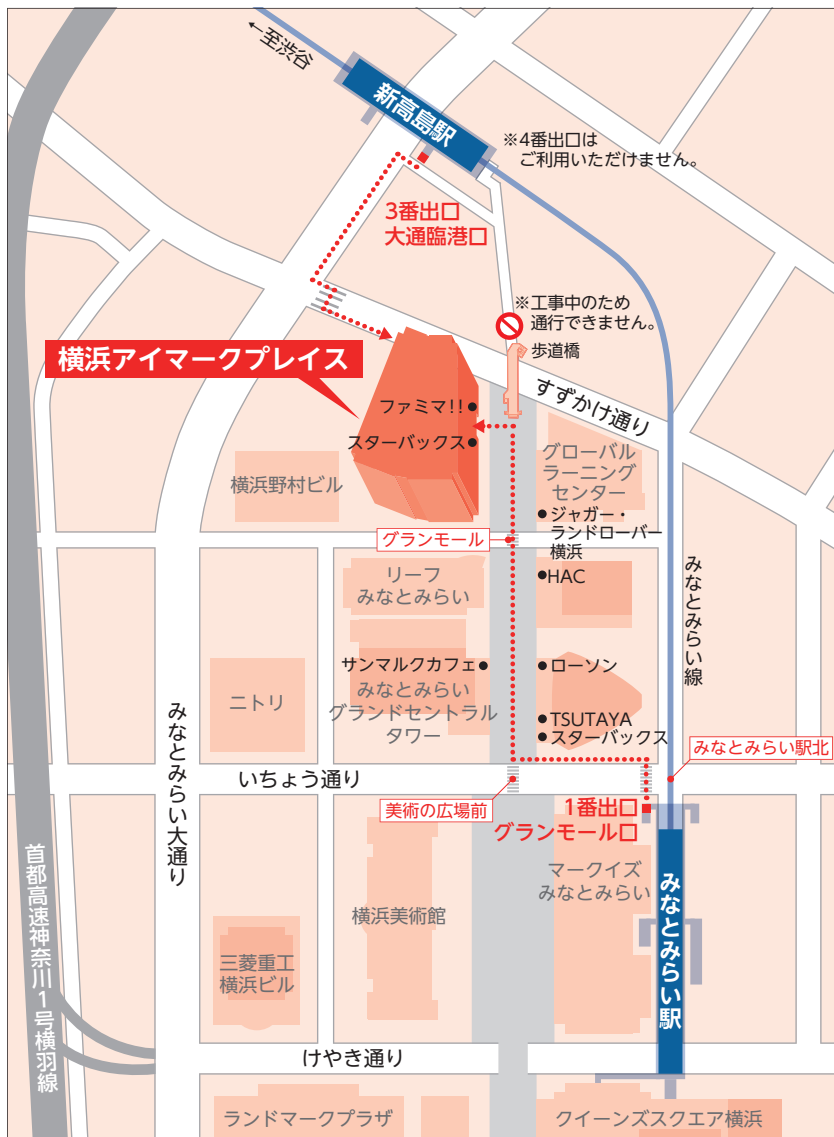 ←至渋谷
新高島駅
※4番出口は
ご利用いただけません。
3番出口
大通臨港口
※工事中のため
通行できません。
歩道橋
横浜アイマークプレイス
すずかけ通り
ファミマ!!
スターバックス
横浜野村ビル
グローバル
ラーニング
センター
ジャガー・
ランドローバー
横浜
グランモール
リーフ
みなとみらい
HAC
みなとみらい線
サンマルクカフェ
ローソン
ニトリ
みなとみらい
グランドセントラル
タワー
TSUTAYA
スターバックス
みなとみらい駅北
みなとみらい大通り
いちょう通り
美術の広場前
1番出口
グランモール口
首都高速神奈川1号横羽線
マークイズ
みなとみらい
みなとみらい駅
横浜美術館
三菱重工
横浜ビル
けやき通り
ランドマークプラザ
クイーンズスクエア横浜